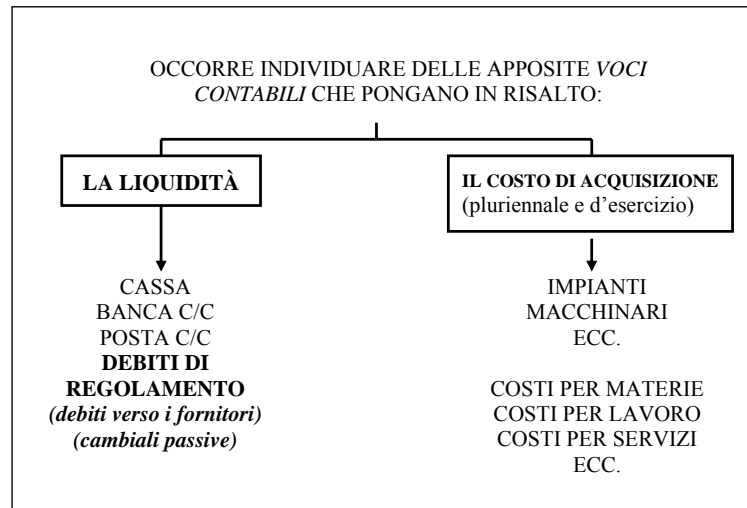 OCCORRE INDIVIDUARE DELLE APPOSITE VOCI
CONTABILI CHE PONGANO IN RISALTO:
LA LIQUIDITÀ
CASSA
BANCA C/C
POSTA C/C
DEBITI DI
REGOLAMENTO
(debiti verso i fornitori)
(cambiali passive)
IL COSTO DI ACQUISIZIONE
(pluriennale e d’esercizio)
IMPIANTI
MACCHINARI
ECC.
COSTI PER MATERIE
COSTI PER LAVORO
COSTI PER SERVIZI
ECC.